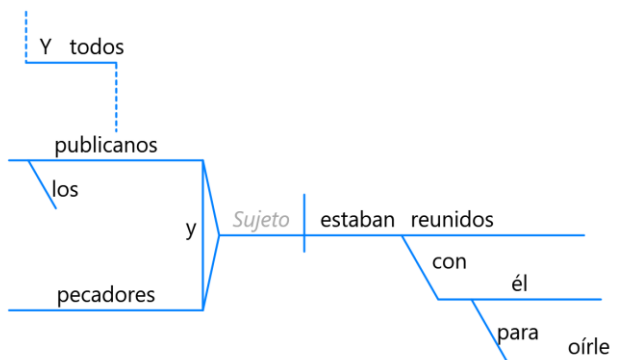 Y todos
publicanos
los
y
Sujeto
estaban reunidos
con
él
pecadores
para
oírle